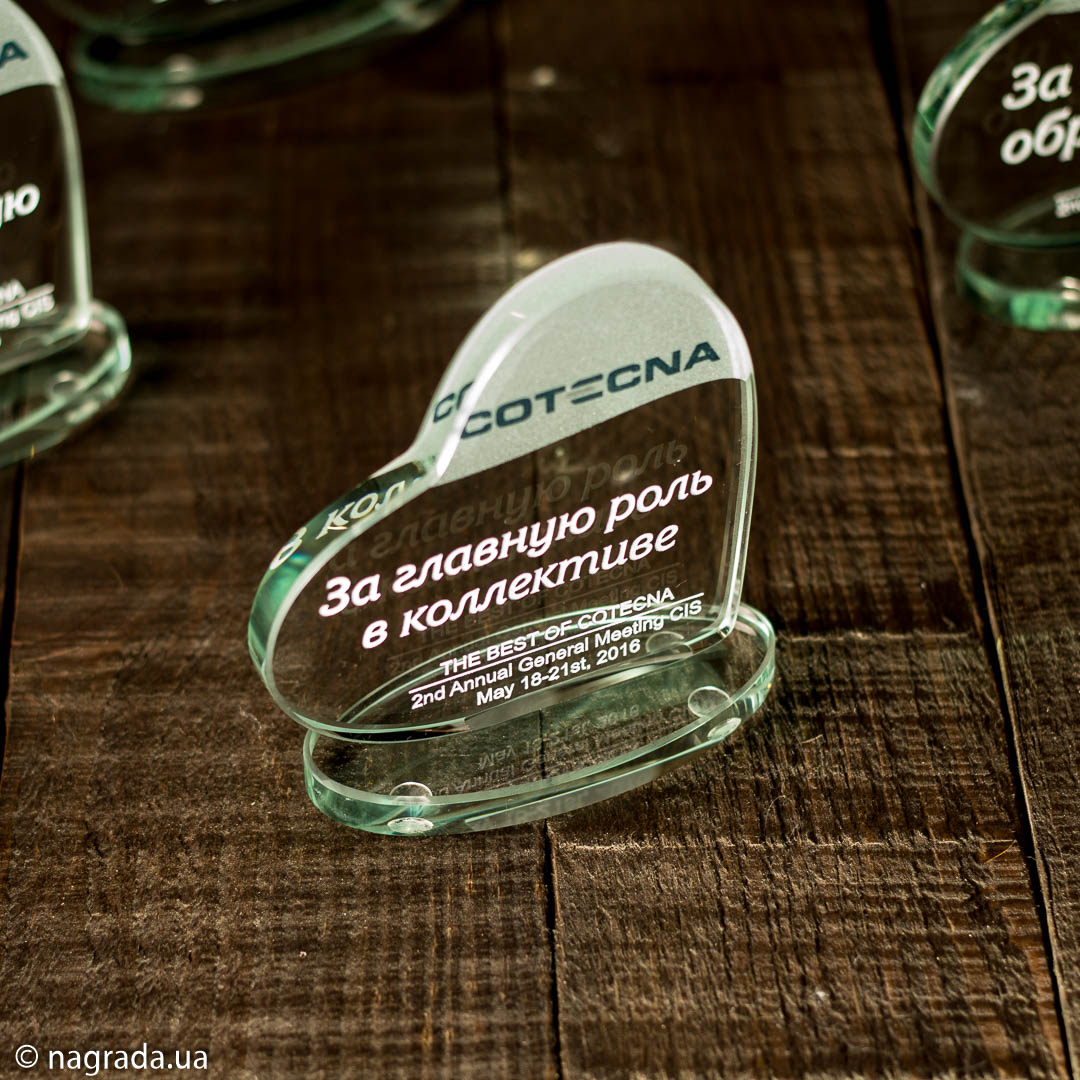 COTECNA
За главную роль
в коллективе
THE BEST OF COTECNA
2nd Annual General Meeting CIS
May 18-21st, 2016
За
© nagrada.ua